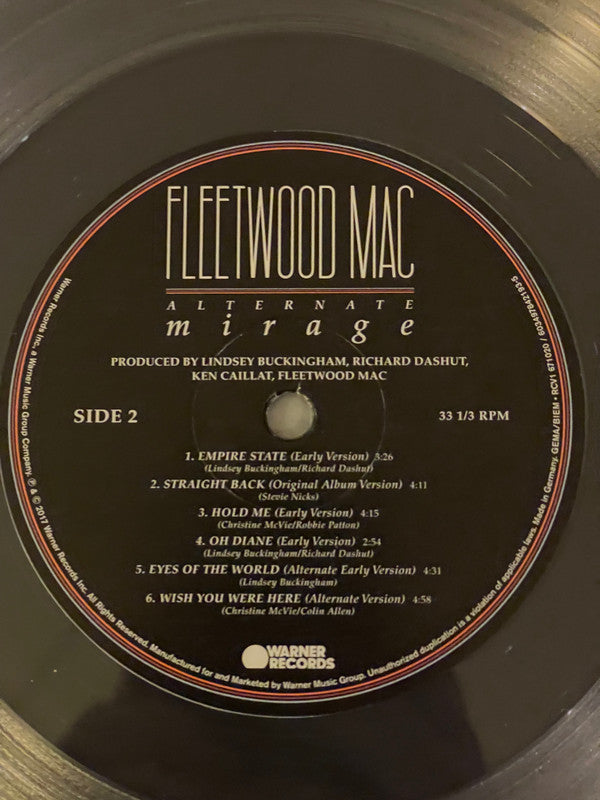 FLEETWOOD MAC
ALTERNATE
mirage
PRODUCED BY LINDSEY BUCKINGHAM, RICHARD DASHUT,
KEN CAILLAT, FLEETWOOD MAC
SIDE 2
33 1/3 RPM
1. EMPIRE STATE (Early Version) 3:26
(Lindsey Buckingham/Richard Dashut)
2. STRAIGHT BACK (Original Album Version) 4:11
(Stevie Nicks)
3. HOLD ME (Early Version) 4:15
(Christine McVie/Robbie Patton)
4. OH DIANE (Early Version) 2:54
(Lindsey Buckingham/Richard Dashut)
5. EYES OF THE WORLD (Alternate Early Version) 4:31
(Lindsey Buckingham)
6. WISH YOU WERE HERE (Alternate Version) 4:58
(Christine McVie/Colin Allen)
WARNER
RECORDS
Warner Records Inc., a Warner Music Group Company. ℗ & © 2017 Warner Records Inc. All Rights Reserved. Manufactured for and Marketed by Warner Music Group. Unauthorized duplication is a violation of applicable laws. Made in Germany. GEMA/BIEM • RCV1 671020 / 603497842193-5